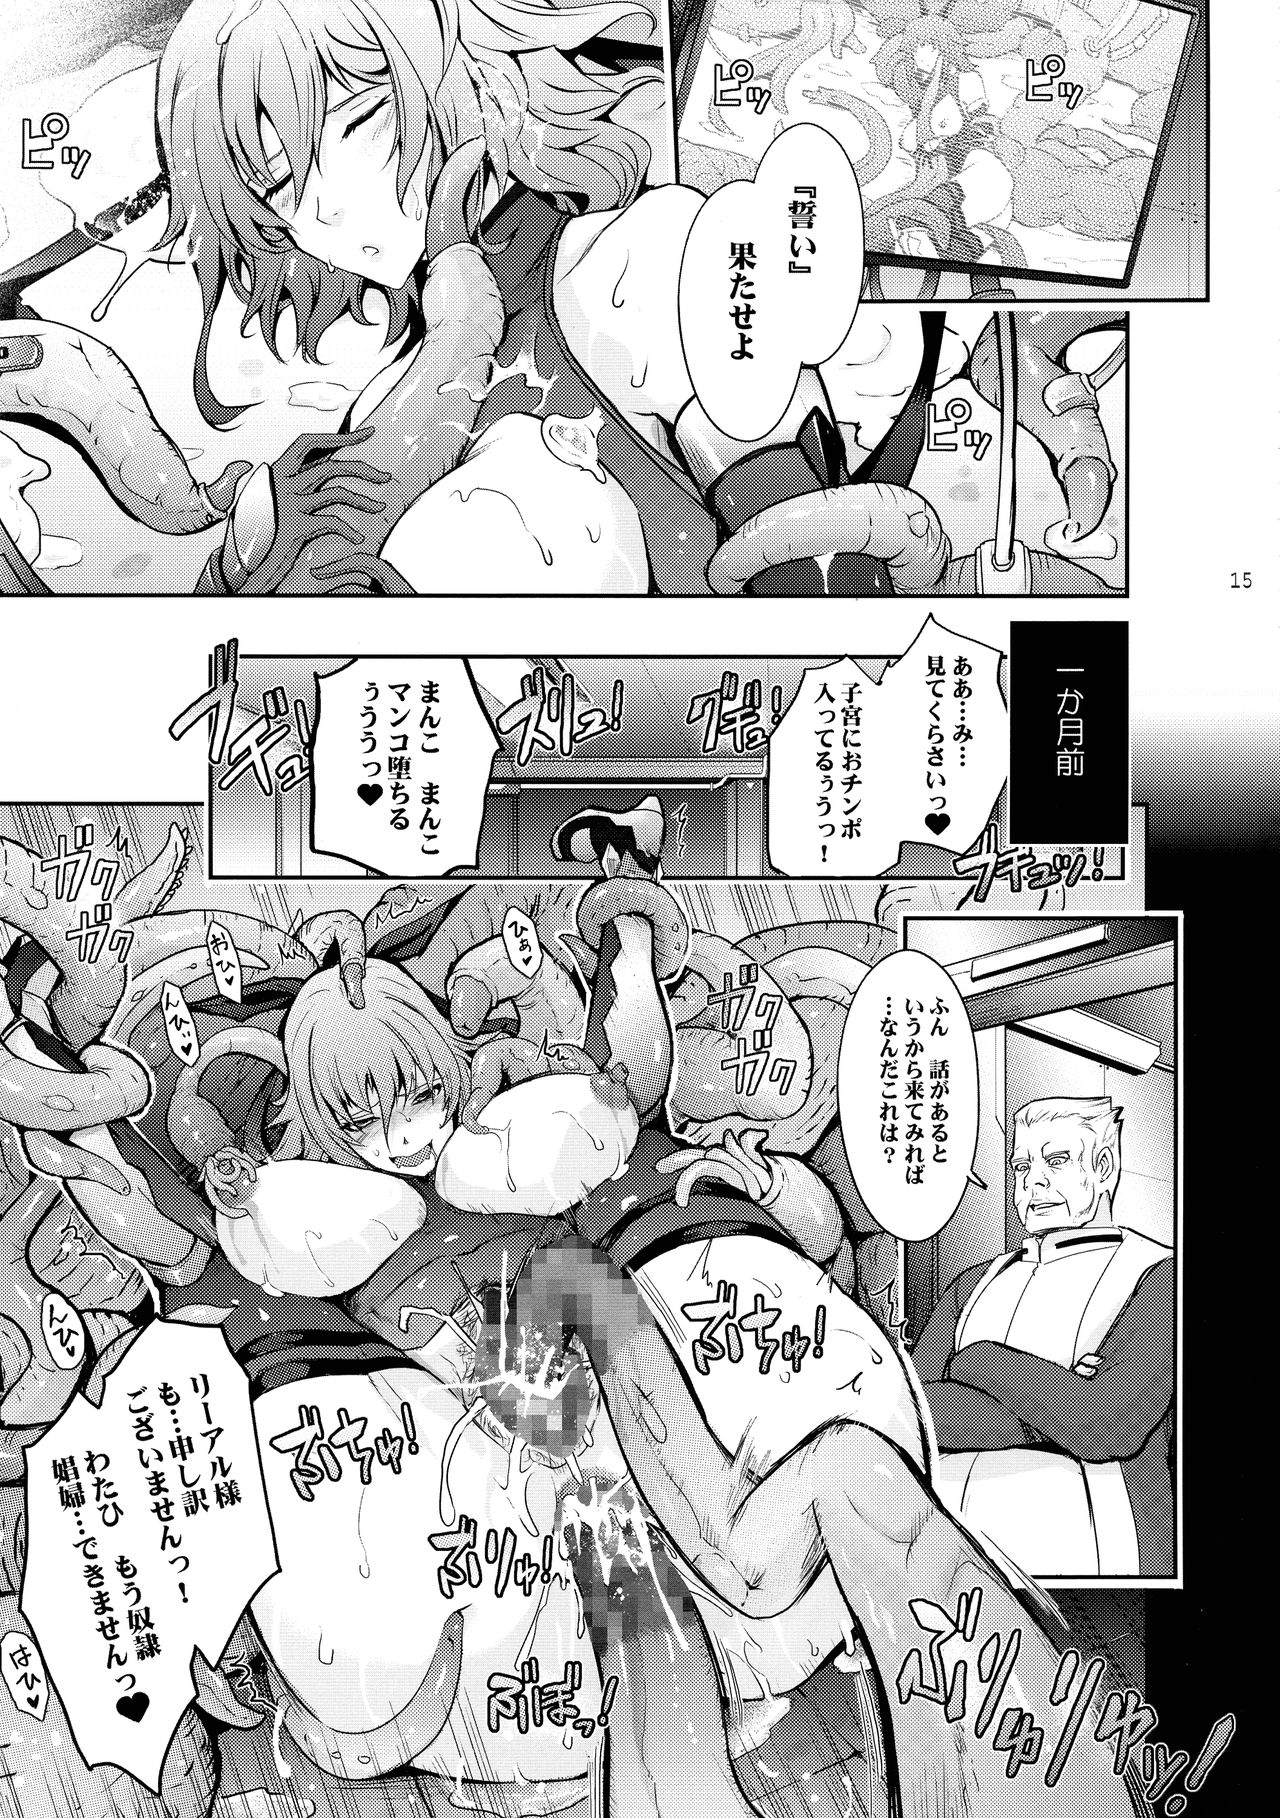 ピッ
ピッ
ピッ
『誓い』
果たせよ
ピッ
15
一か月前
ああ…み…
見てくらさいっ♥
子宮におチンポ
入ってるぅぅうっ！
グチュ！
ズリュ！
まんこ　まんこ
マンコ堕ちる
うううっ♥
ブチュ！
ブチュッ！
ふん　話があると
いうから来てみれば
…なんだこれは？
ガク
ガク
ガク
ガク
ガク
ひぁ♥
おひ♥
んひぃ♥
んひ♥
ぶちゅ！
ぶちゅ！
ぶりゅ！
ぶぼっ！
ぶりゅりゅッ！
リーアル様
も…申し訳
ございませんっ！
わたひ　もう奴隷
娼婦…できませんっ♥
はひ♥